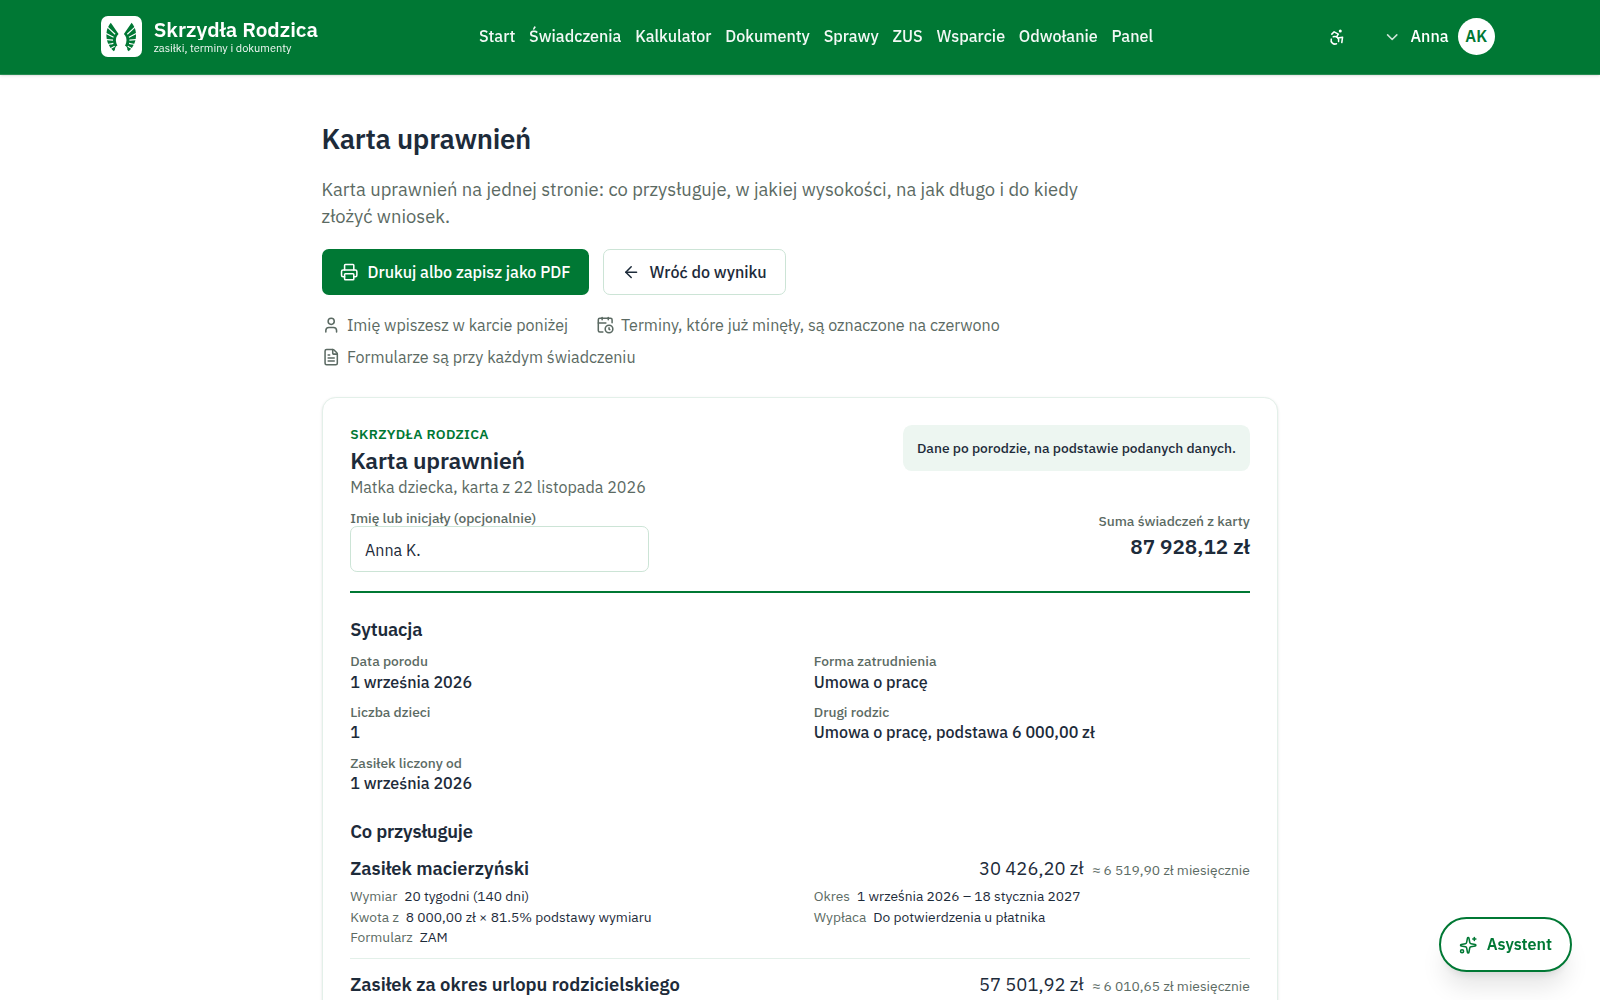 Skrzydła Rodzica
zasiłki, terminy i dokumenty
Start Świadczenia Kalkulator Dokumenty Sprawy ZUS Wsparcie Odwołanie Panel
Anna AK
Karta uprawnień
Karta uprawnień na jednej stronie: co przysługuje, w jakiej wysokości, na jak długo i do kiedy
złożyć wniosek.
Drukuj albo zapisz jako PDF
Wróć do wyniku
Imię wpiszesz w karcie poniżej
Terminy, które już minęły, są oznaczone na czerwono
Formularze są przy każdym świadczeniu
SKRZYDŁA RODZICA
Karta uprawnień
Matka dziecka, karta z 22 listopada 2026
Dane po porodzie, na podstawie podanych danych.
Imię lub inicjały (opcjonalnie)
Anna K.
Suma świadczeń z karty
87 928,12 zł
Sytuacja
Data porodu
1 września 2026
Forma zatrudnienia
Umowa o pracę
Liczba dzieci
1
Drugi rodzic
Umowa o pracę, podstawa 6 000,00 zł
Zasiłek liczony od
1 września 2026
Co przysługuje
Zasiłek macierzyński 30 426,20 zł ≈ 6 519,90 zł miesięcznie
Wymiar 20 tygodni (140 dni) Okres 1 września 2026 – 18 stycznia 2027
Kwota z 8 000,00 zł × 81.5% podstawy wymiaru Wypłaca Do potwierdzenia u płatnika
Formularz ZAM
Zasiłek za okres urlopu rodzicielskiego 57 501,92 zł ≈ 6 010,65 zł miesięcznie
Asystent